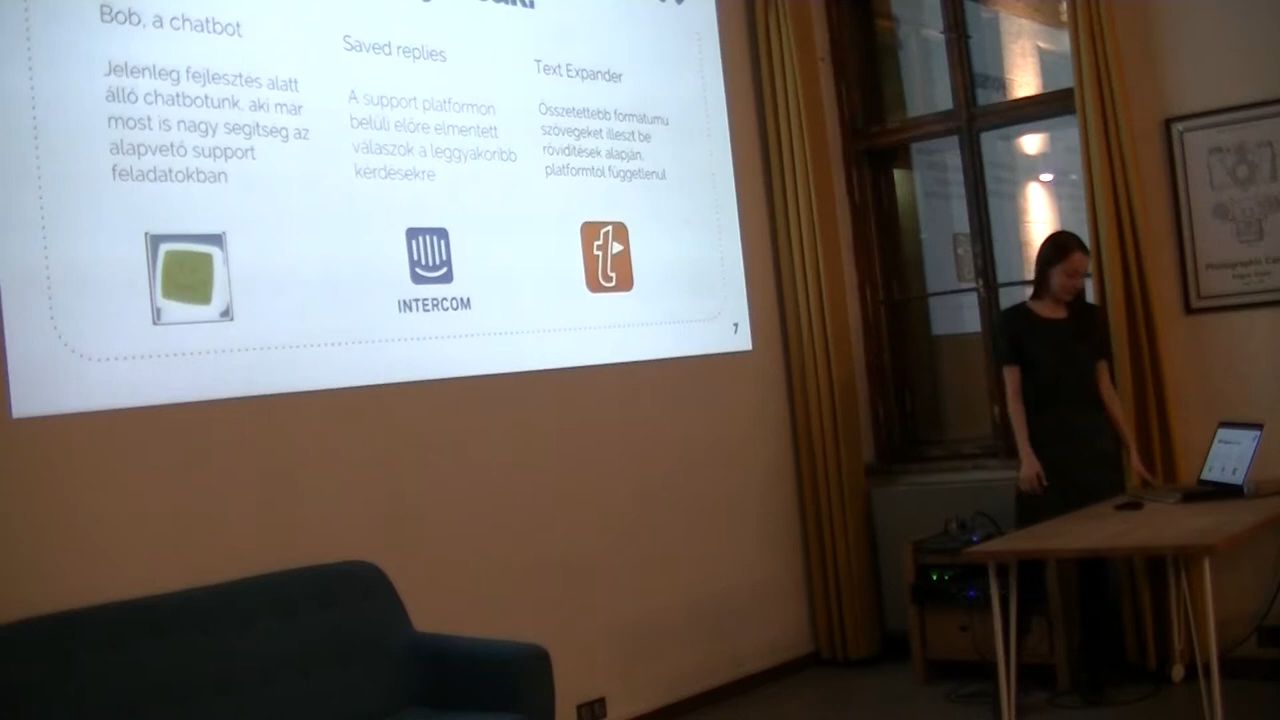 Bob, a chatbot
Jelenleg fejlesztés alatt
álló chatbotunk, aki már
most is nagy segítség az
alapvető support
feladatokban
Saved replies
A support platformon
belüli előre elmentett
válaszok a leggyakoribb
kérdésekre
INTERCOM
Text Expander
Összetettebb formátumú
szövegeket illeszt be
rövidítések alapján,
platformtól függetlenül
7